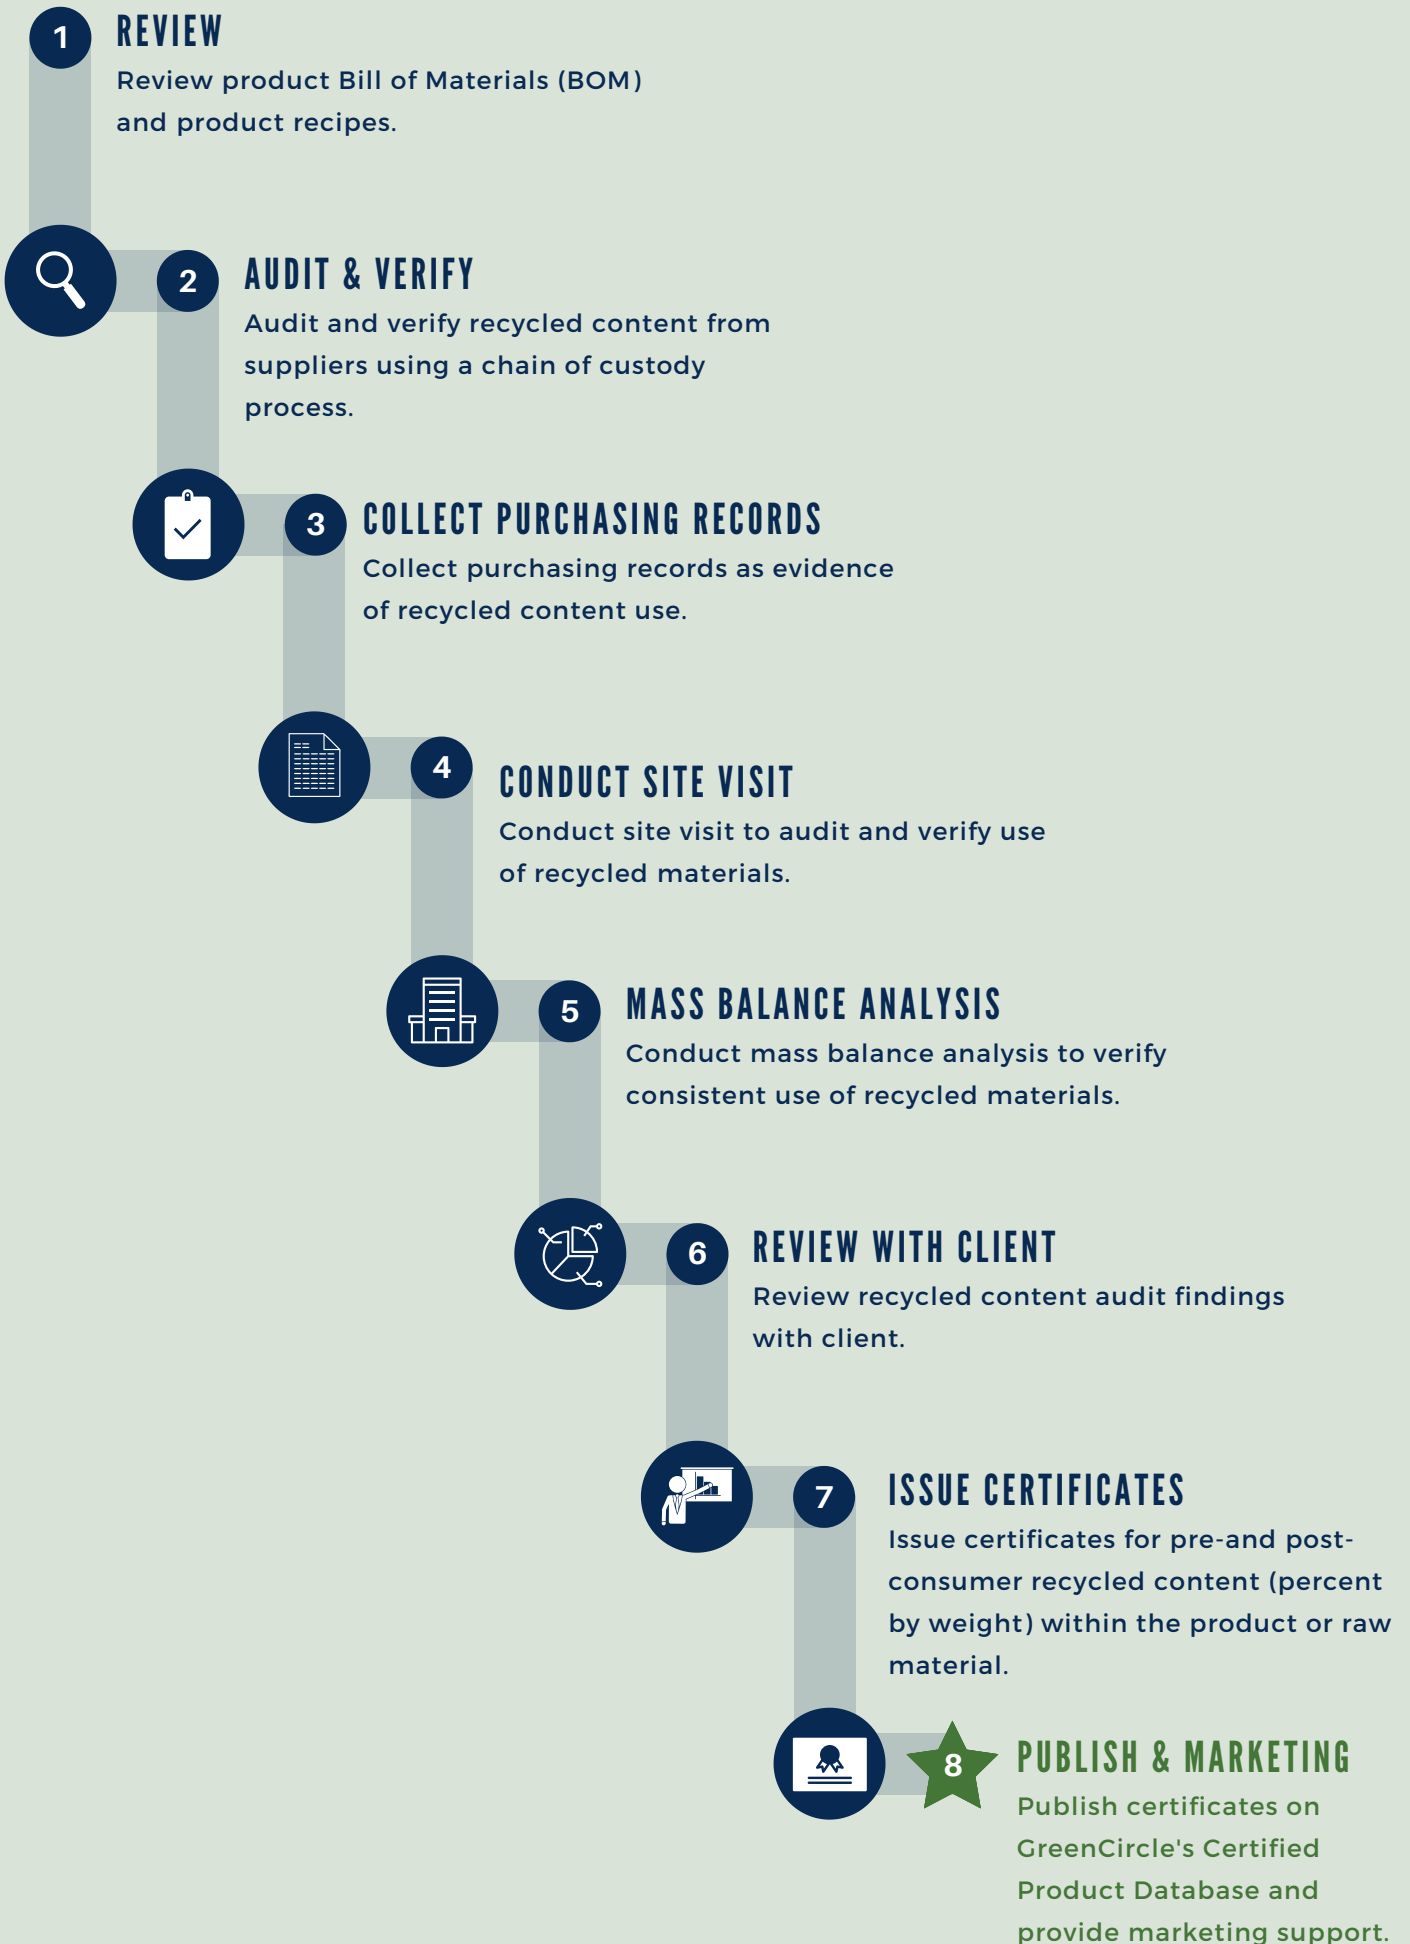 1
REVIEW
Review product Bill of Materials (BOM)
and product recipes.
2
AUDIT & VERIFY
Audit and verify recycled content from
suppliers using a chain of custody
process.
3
COLLECT PURCHASING RECORDS
Collect purchasing records as evidence
of recycled content use.
4
CONDUCT SITE VISIT
Conduct site visit to audit and verify use
of recycled materials.
5
MASS BALANCE ANALYSIS
Conduct mass balance analysis to verify
consistent use of recycled materials.
6
REVIEW WITH CLIENT
Review recycled content audit findings
with client.
7
ISSUE CERTIFICATES
Issue certificates for pre-and post-
consumer recycled content (percent
by weight) within the product or raw
material.
8
PUBLISH & MARKETING
Publish certificates on
GreenCircle's Certified
Product Database and
provide marketing support.